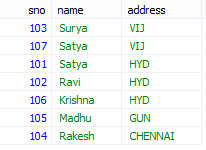 sno name address
103 Surya VIJ
107 Satya VIJ
101 Satya HYD
102 Ravi HYD
106 Krishna HYD
105 Madhu GUN
104 Rakesh CHENNAI